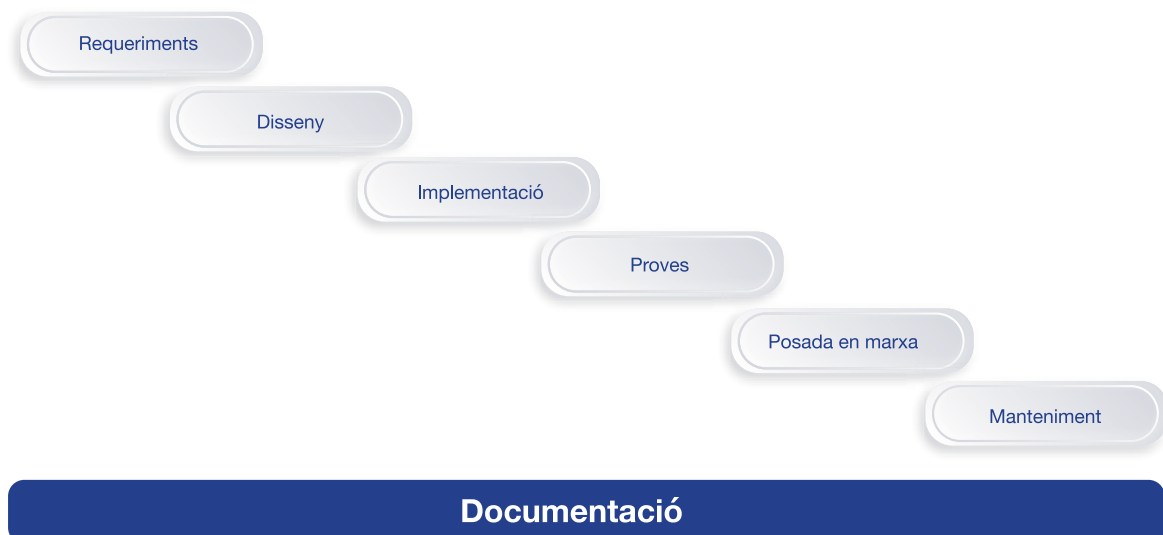 Requeriments
Disseny
Implementació
Proves
Posada en marxa
Manteniment
Documentació